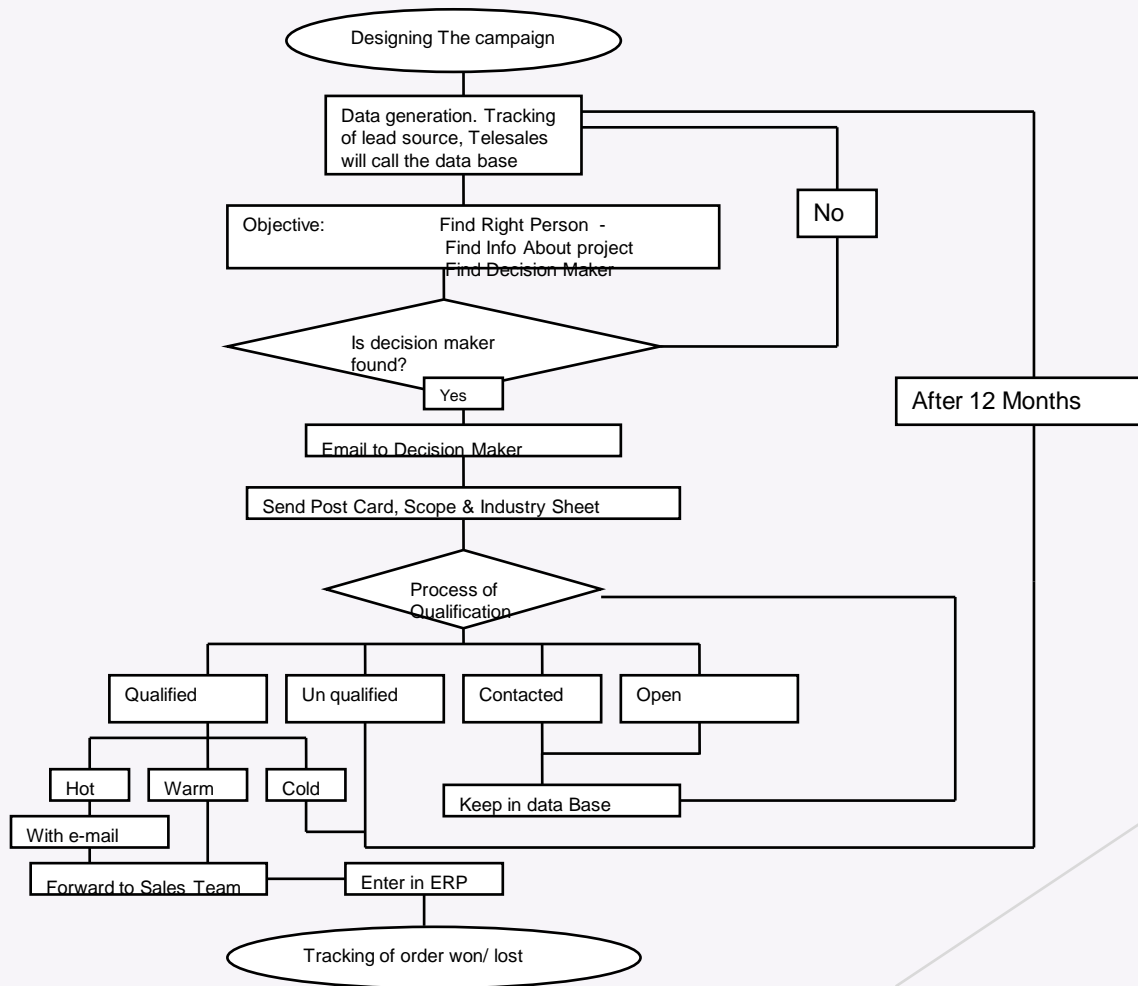 Designing The campaign
Data generation. Tracking
of lead source, Telesales
will call the data base
No
Objective: Find Right Person -
Find Info About project
Find Decision Maker
Is decision maker
found?
Yes
After 12 Months
Email to Decision Maker
Send Post Card, Scope & Industry Sheet
Process of
Qualification
Qualified
Un qualified
Contacted
Open
Hot
Warm
Cold
Keep in data Base
With e-mail
Forward to Sales Team
Enter in ERP
Tracking of order won/ lost